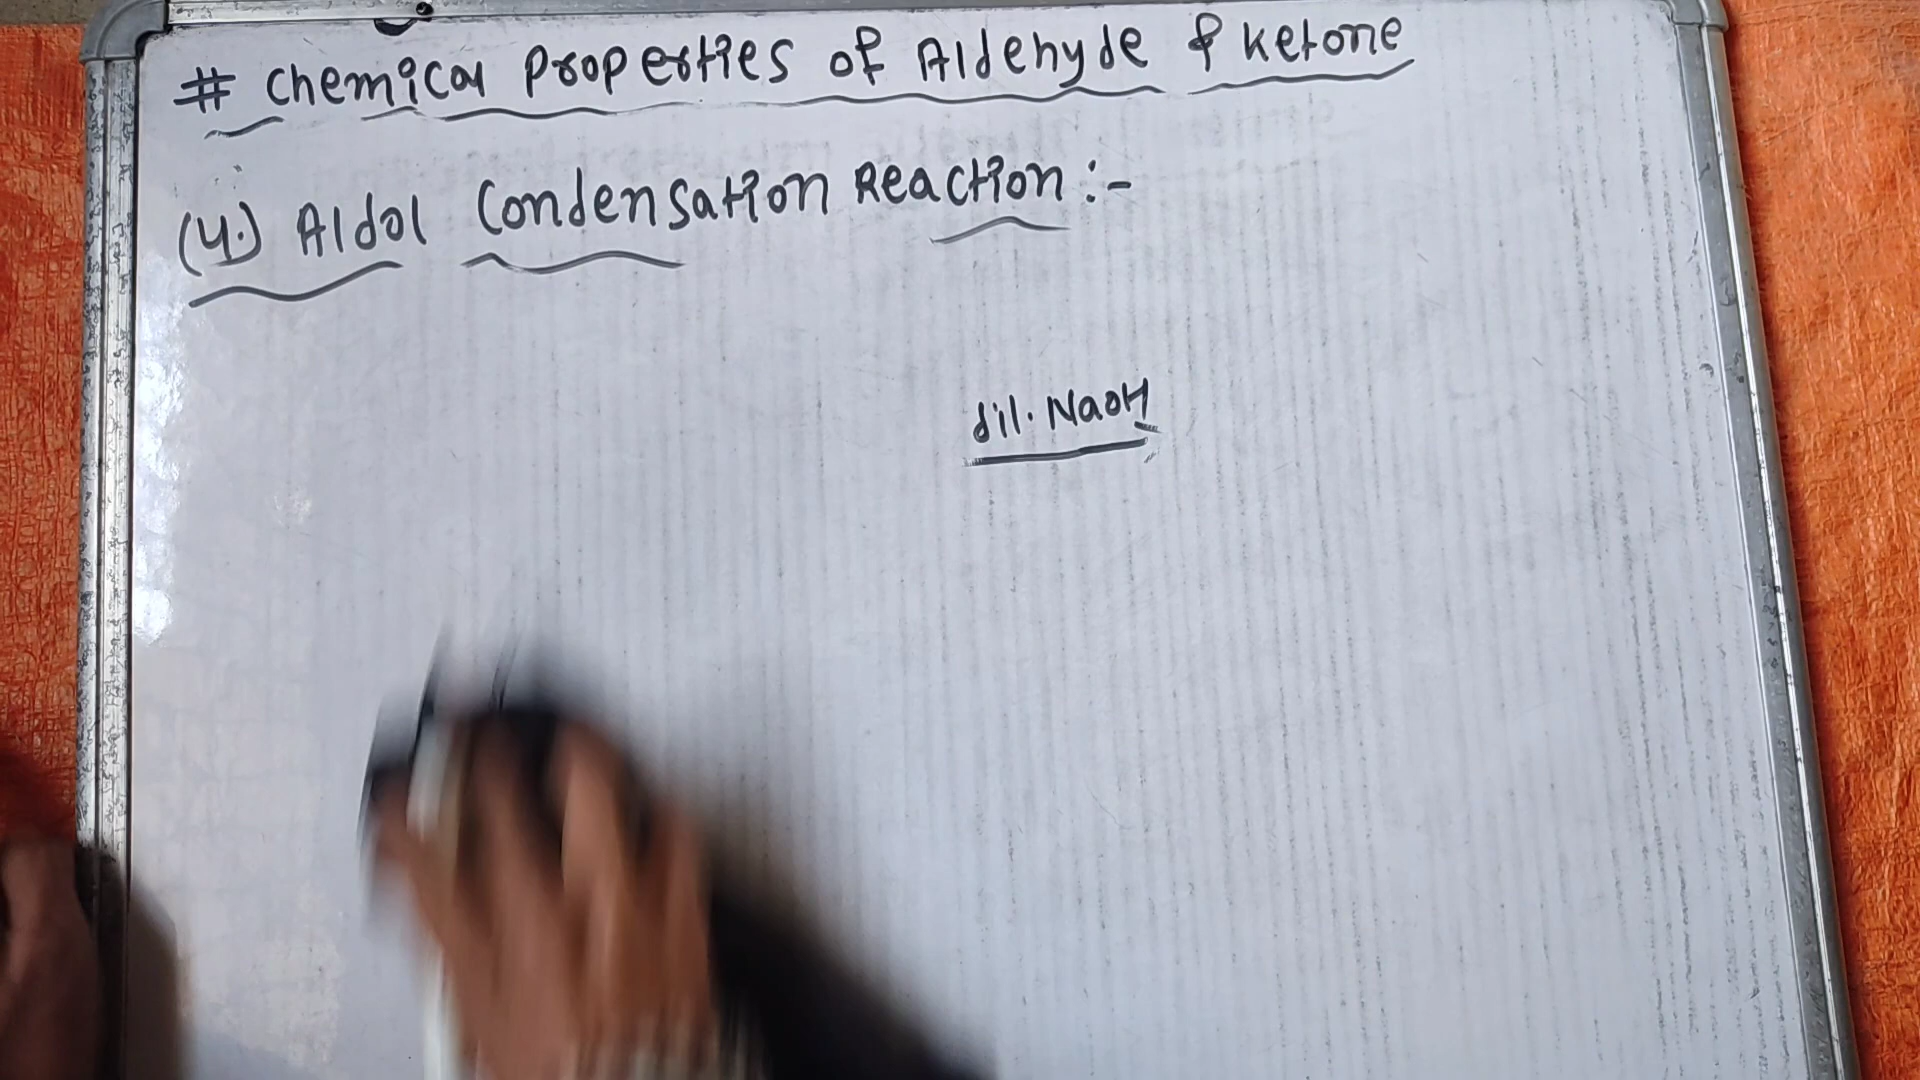 # Chemical Properties of Aldehyde & Ketone
(4.) Aldol Condensation Reaction :-
dil. NaOH